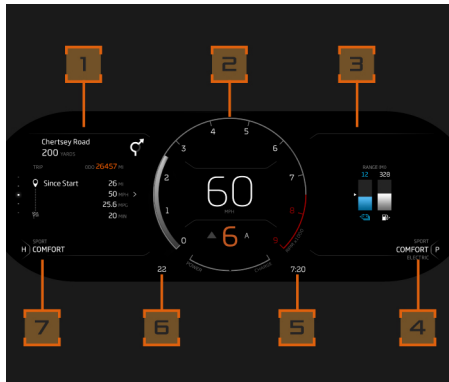 1
2
3
Chertsey Road
200 YARDS
TRIP ODO 26457 MI
Since Start 26 MI
50 MPH
25.6 MPG
20 MIN
0
1
2
3
4
5
6
7
8
9
RPM x 1000
60
MPH
6 A
POWER
CHARGE
RANGE (MI)
12 328
SPORT
H COMFORT
22
7:20
SPORT
COMFORT P
ELECTRIC
7
6
5
4